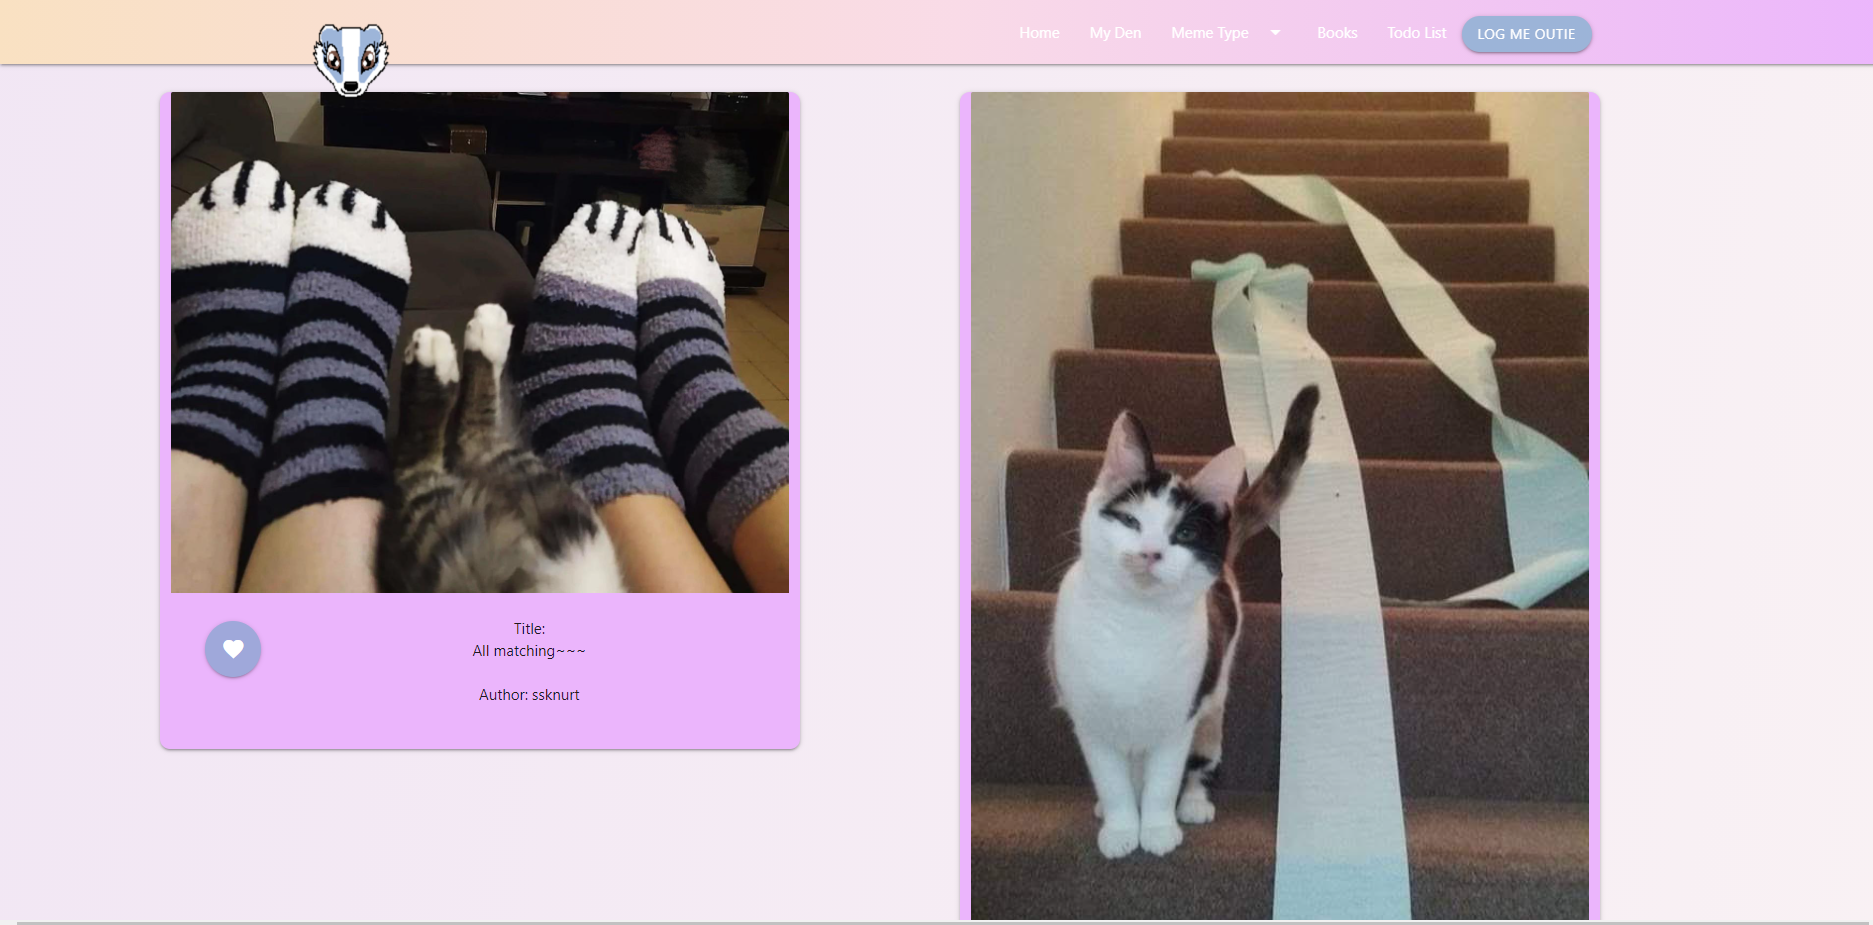 Home
My Den
Meme Type
Books
Todo List
LOG ME OUTIE
Title:
All matching~~~
Author: ssknurt